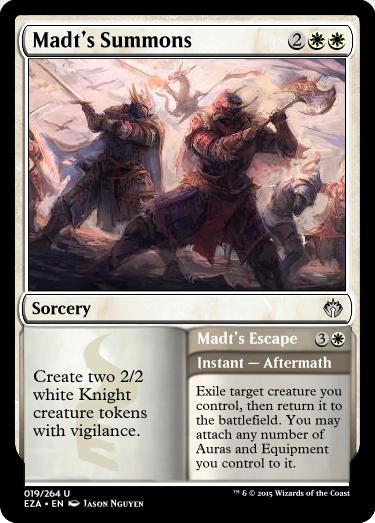 Madt's Summons 2
Sorcery
Create two 2/2
white Knight
creature tokens
with vigilance.
Madt's Escape 3
Instant — Aftermath
Exile target creature you
control, then return it to
the battlefield. You may
attach any number of
Auras and Equipment
you control to it.
019/264 U
EZA • EN JASON NGUYEN
™ & © 2015 Wizards of the Coast